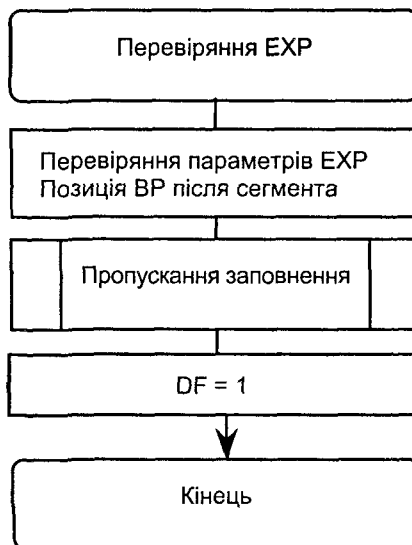 Перевіряння EXP
Перевіряння параметрів EXP
Позиція BP після сегмента
Пропускання заповнення
DF = 1
Кінець